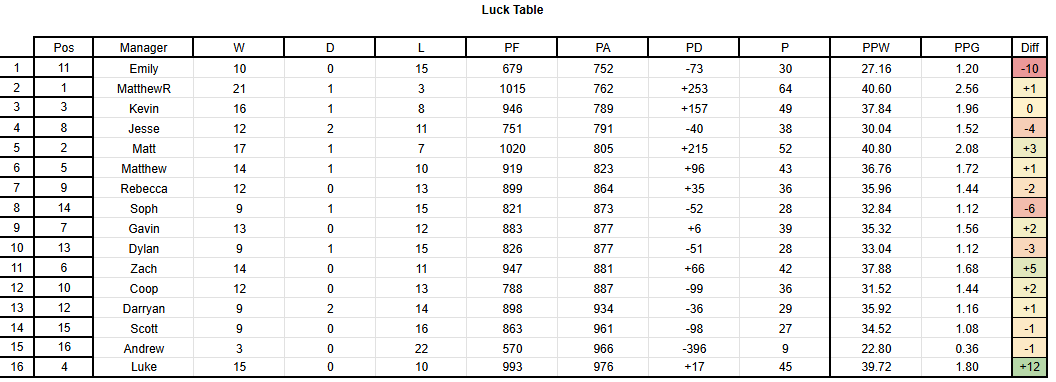 Luck Table
Pos Manager W D L PF PA PD P PPW PPG Diff
1 11 Emily 10 0 15 679 752 -73 30 27.16 1.20 -10
2 1 MatthewR 21 1 3 1015 762 +253 64 40.60 2.56 +1
3 3 Kevin 16 1 8 946 789 +157 49 37.84 1.96 0
4 8 Jesse 12 2 11 751 791 -40 38 30.04 1.52 -4
5 2 Matt 17 1 7 1020 805 +215 52 40.80 2.08 +3
6 5 Matthew 14 1 10 919 823 +96 43 36.76 1.72 +1
7 9 Rebecca 12 0 13 899 864 +35 36 35.96 1.44 -2
8 14 Soph 9 1 15 821 873 -52 28 32.84 1.12 -6
9 7 Gavin 13 0 12 883 877 +6 39 35.32 1.56 +2
10 13 Dylan 9 1 15 826 877 -51 28 33.04 1.12 -3
11 6 Zach 14 0 11 947 881 +66 42 37.88 1.68 +5
12 10 Coop 12 0 13 788 887 -99 36 31.52 1.44 +2
13 12 Darryan 9 2 14 898 934 -36 29 35.92 1.16 +1
14 15 Scott 9 0 16 863 961 -98 27 34.52 1.08 -1
15 16 Andrew 3 0 22 570 966 -396 9 22.80 0.36 -1
16 4 Luke 15 0 10 993 976 +17 45 39.72 1.80 +12